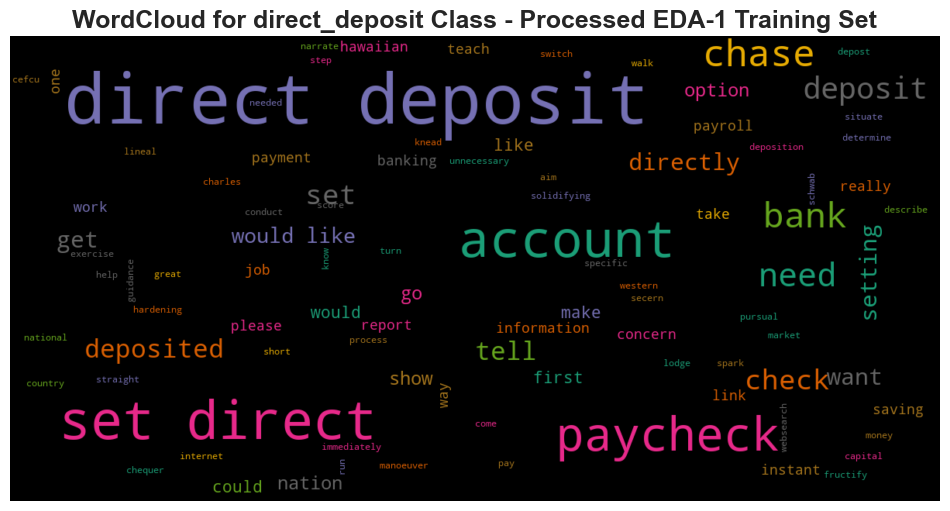 WordCloud for direct_deposit Class - Processed EDA-1 Training Set
narrate
hawaiian
teach
switch
chase
depost
step
walk
cefcu
one
direct deposit
needed
option
deposit
situate
payroll
determine
lineal
payment
knead
like
banking
unnecessary
directly
deposition
charles
aim
set
solidifying
schwab
really
work
conduct
score
take
bank
describe
get
would like
account
exercise
know
turn
help
guidance
great
job
specific
need
setting
western
secern
go
hardening
would
make
pursual
please
report
information
concern
market
national
process
deposited
short
tell
lodge
spark
country
straight
show
way
first
check
want
link
saving
set direct
come
paycheck
websearch
money
internet
immediately
run
manoeuver
pay
capital
chequer
instant
fructify
could
nation